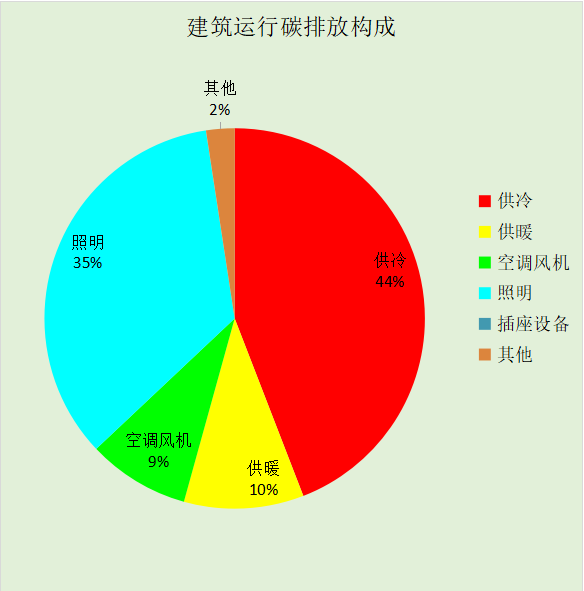 建筑运行碳排放构成
其他
2%
照明
35%
供冷
44%
空调风机
9%
供暖
10%
供冷
供暖
空调风机
照明
插座设备
其他